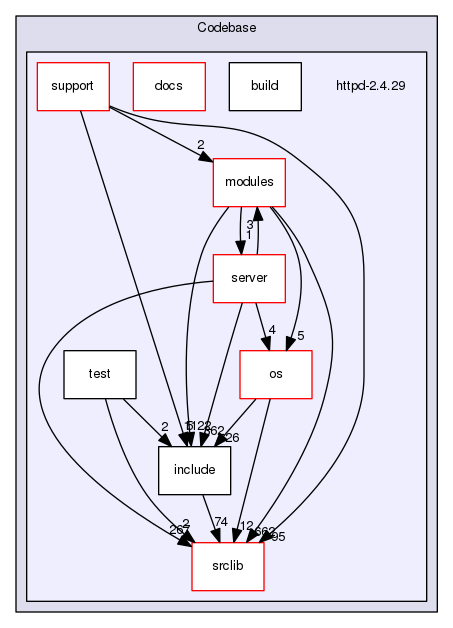 Codebase
support
docs
build
httpd-2.4.29
2
modules
3
1
server
4
5
test
os
2
26
include
74
12
2
267
95
srclib